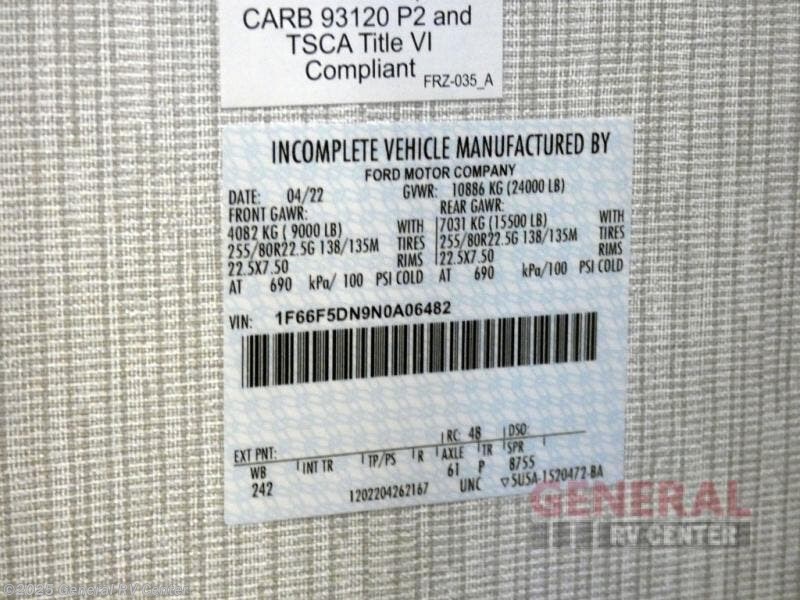 CARB 93120 P2 and
TSCA Title VI
Compliant FRZ-035_A
INCOMPLETE VEHICLE MANUFACTURED BY
FORD MOTOR COMPANY
DATE: 04/22 GVWR: 10886 KG (24000 LB)
FRONT GAWR: REAR GAWR:
4082 KG ( 9000 LB) WITH 7031 KG (15500 LB) WITH
255/80R22.5G 138/135M TIRES 255/80R22.5G 138/135M TIRES
22.5X7.50 RIMS 22.5X7.50 RIMS
AT 690 kPa/ 100 PSI COLD AT 690 kPa/100 PSI COLD
VIN: 1F66F5DN9N0A06482
EXT PNT: RC: 48 DSO:
WB INT TR TP/PS R AXLE TR SPR
242 61 P 8755
1202204262167 UNC ▽5U5A-1520472-BA
GENERAL
RV CENTER
©2023 General RV Center